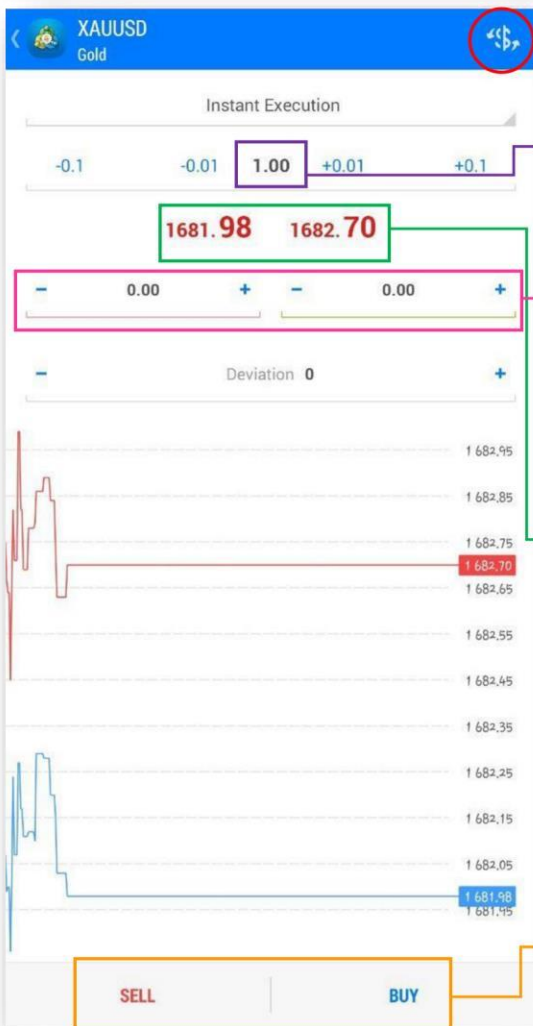 XAUUSD
Gold
Instant Execution
-0.1 -0.01 1.00 +0.01 +0.1
1681.98 1682.70
- 0.00 + - 0.00 +
- Deviation 0 +
1 682,95
1 682,85
1 682,75
1 682,70
1 682,65
1 682,55
1 682,45
1 682,35
1 682,25
1 682,15
1 682,05
1 681,98
1 681,95
SELL BUY